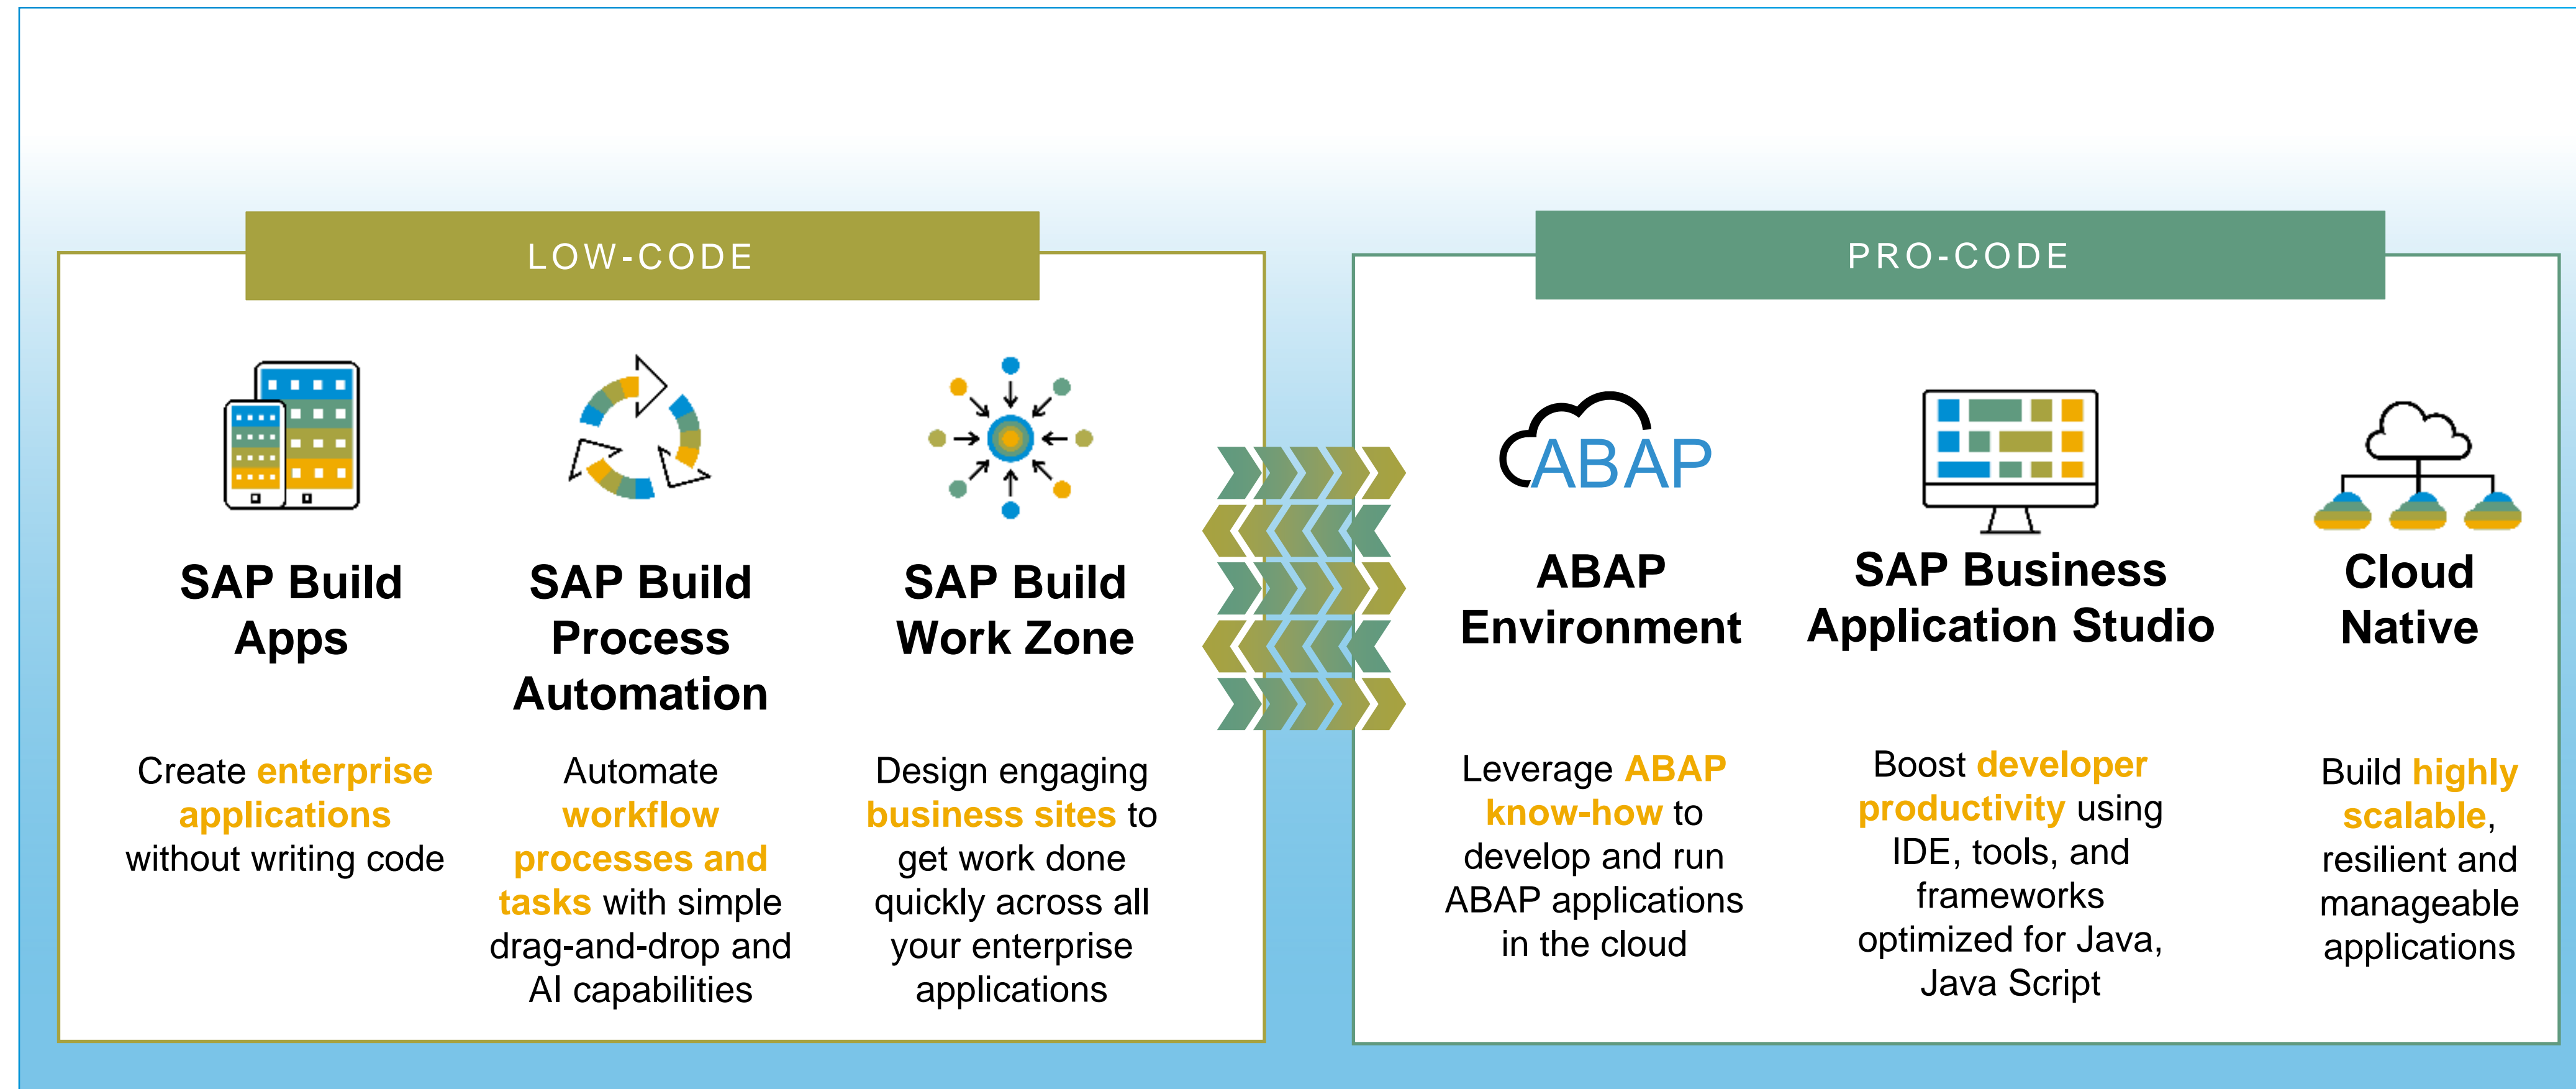 LOW-CODE
SAP Build
Apps
Create enterprise
applications
without writing code
SAP Build
Process
Automation
Automate
workflow
processes and
tasks with simple
drag-and-drop and
AI capabilities
SAP Build
Work Zone
Design engaging
business sites to
get work done
quickly across all
your enterprise
applications
PRO-CODE
ABAP
ABAP
Environment
Leverage ABAP
know-how to
develop and run
ABAP applications
in the cloud
SAP Business
Application Studio
Boost developer
productivity using
IDE, tools, and
frameworks
optimized for Java,
Java Script
Cloud
Native
Build highly
scalable,
resilient and
manageable
applications